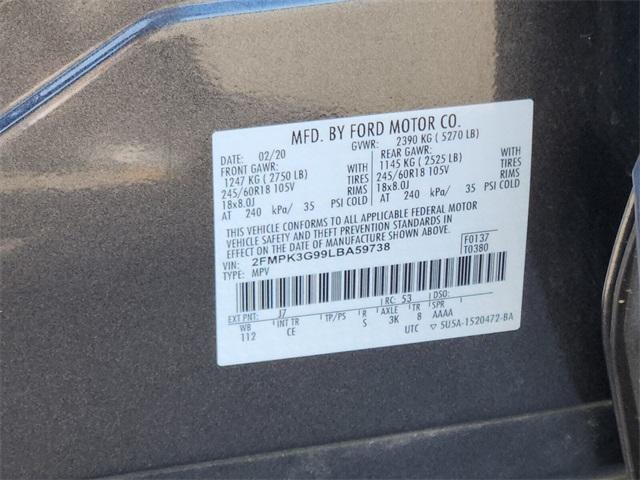 MFD. BY FORD MOTOR CO.
DATE: 02/20 GVWR: 2390 KG ( 5270 LB)
FRONT GAWR: REAR GAWR:
1247 KG ( 2750 LB) WITH 1145 KG ( 2525 LB) WITH
245/60R18 105V TIRES 245/60R18 105V TIRES
18x8.0J RIMS 18x8.0J RIMS
AT 240 kPa/ 35 PSI COLD AT 240 kPa/ 35 PSI COLD
THIS VEHICLE CONFORMS TO ALL APPLICABLE FEDERAL MOTOR
VEHICLE SAFETY AND THEFT PREVENTION STANDARDS IN
EFFECT ON THE DATE OF MANUFACTURE SHOWN ABOVE.
VIN: 2FMPK3G99LBA59738 F0137
TYPE: MPV T0380
EXT PNT: J7 RC: 53 DSO:
WB INT TR TP/PS R AXLE TR SPR
112 CE S 3K 8 AAAA
UTC ▽ 5U5A-1520472-BA